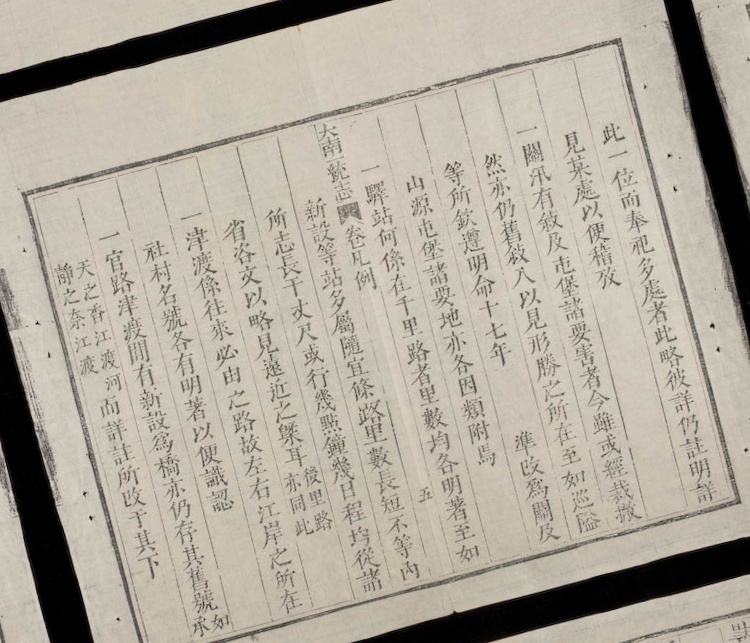 此一位而奉祀多處者此略彼詳仍註明詳
見某處以便稽攷
一關汛有敘及屯堡諸要害者今雖或經裁撤
然亦仍舊敘入以見形勝之所在至如巡隘
等所欽遵明命十七年 準改爲關及
山源屯堡諸要地亦各因類附焉
一驛站何係在千里路者里數均各明著至如
大南一統志 卷凡例 五
新設等站多屬隨宜條路里數長短不等內
所志長干丈尺或行幾點鐘幾日程均從諸
省洛文以略見遠近之槩耳 後里路亦同此
一津渡係往來必由之路故左右江岸之所在
社村名號各有明著以便識認
一官路津渡間有新設爲橋亦仍存其舊號 如承
天之香江渡河
靜之奈江渡
而詳註所改于其下